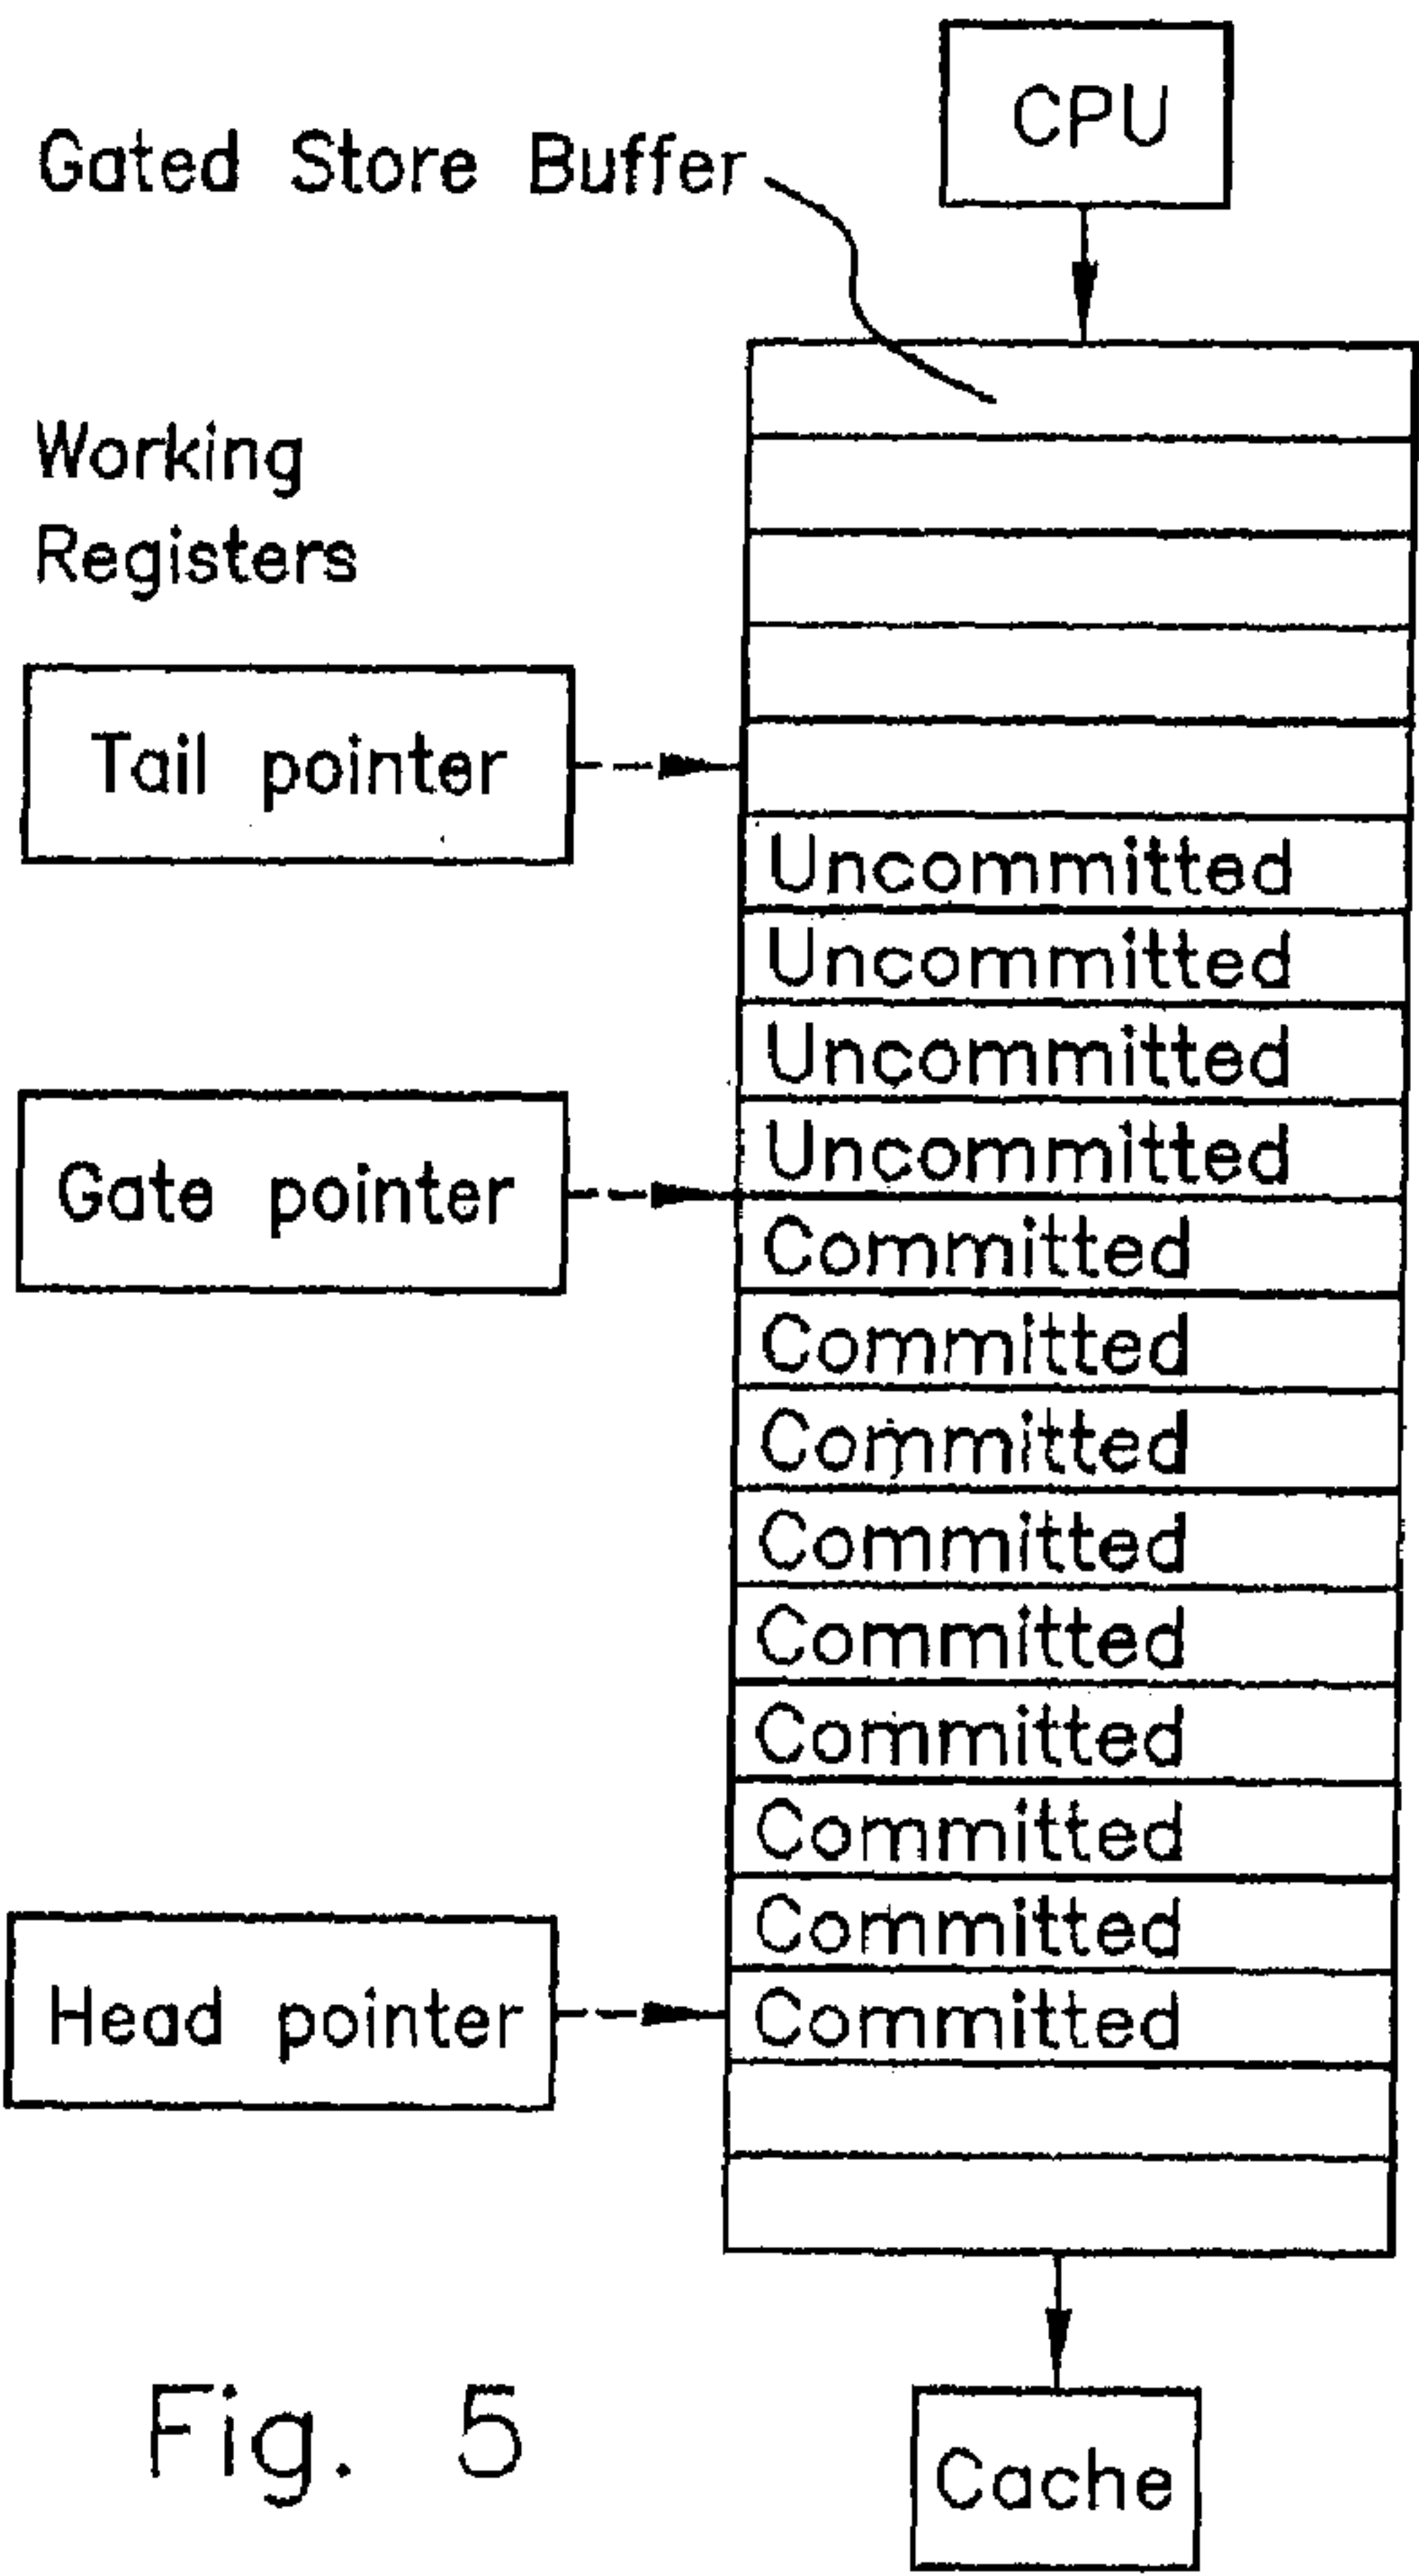 CPU
Gated Store Buffer
Working
Registers
Tail pointer
Uncommitted
Uncommitted
Uncommitted
Uncommitted
Gate pointer
Committed
Committed
Committed
Committed
Committed
Committed
Committed
Committed
Head pointer
Committed
Fig. 5
Cache